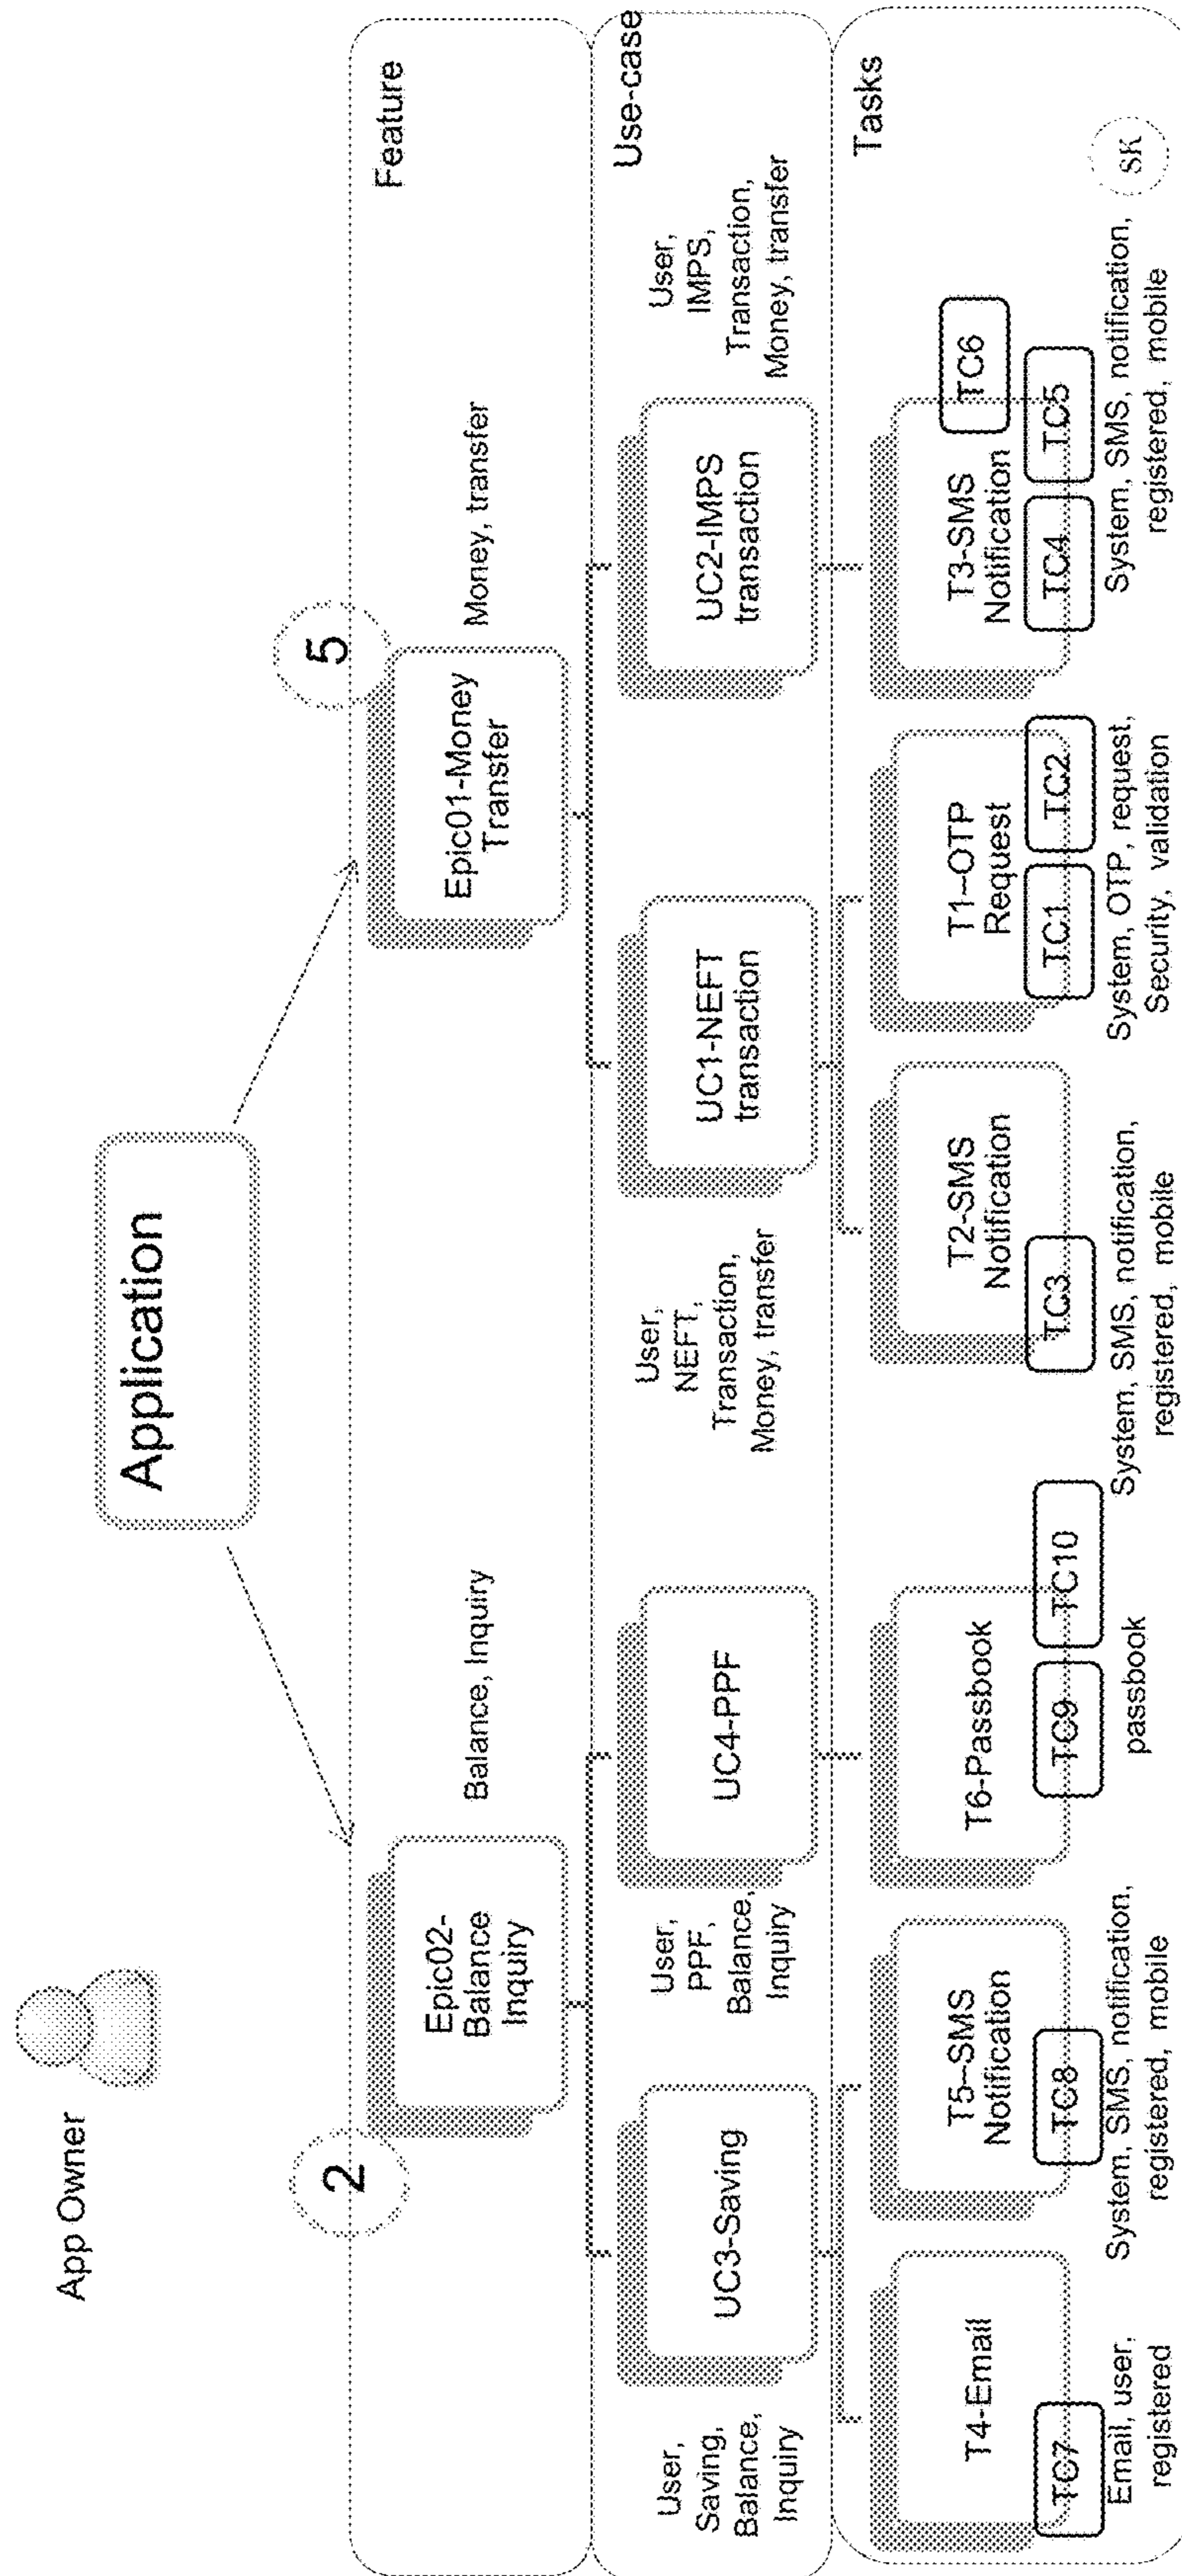 App Owner
Application
2
5
Feature
Epic02-
Balance
Inquiry
Balance, Inquiry
Epic01-Money
Transfer
Money, transfer
Use-case
User,
Saving,
Balance,
Inquiry
UC3-Saving
User,
PPF,
Balance,
Inquiry
UC4-PPF
User,
NEFT,
Transaction,
Money, transfer
UC1-NEFT
transaction
UC2-IMPS
transaction
User,
IMPS,
Transaction,
Money, transfer
Tasks
T4-Email
TC7
Email, user,
registered
T5-SMS
Notification
TC8
System, SMS, notification,
registered, mobile
T6-Passbook
TC9
TC10
passbook
T2-SMS
Notification
TC3
System, SMS, notification,
registered, mobile
T1-OTP
Request
TC1
TC2
System, OTP, request,
Security, validation
T3-SMS
Notification
TC4
TC5
TC6
System, SMS, notification,
registered, mobile
SK